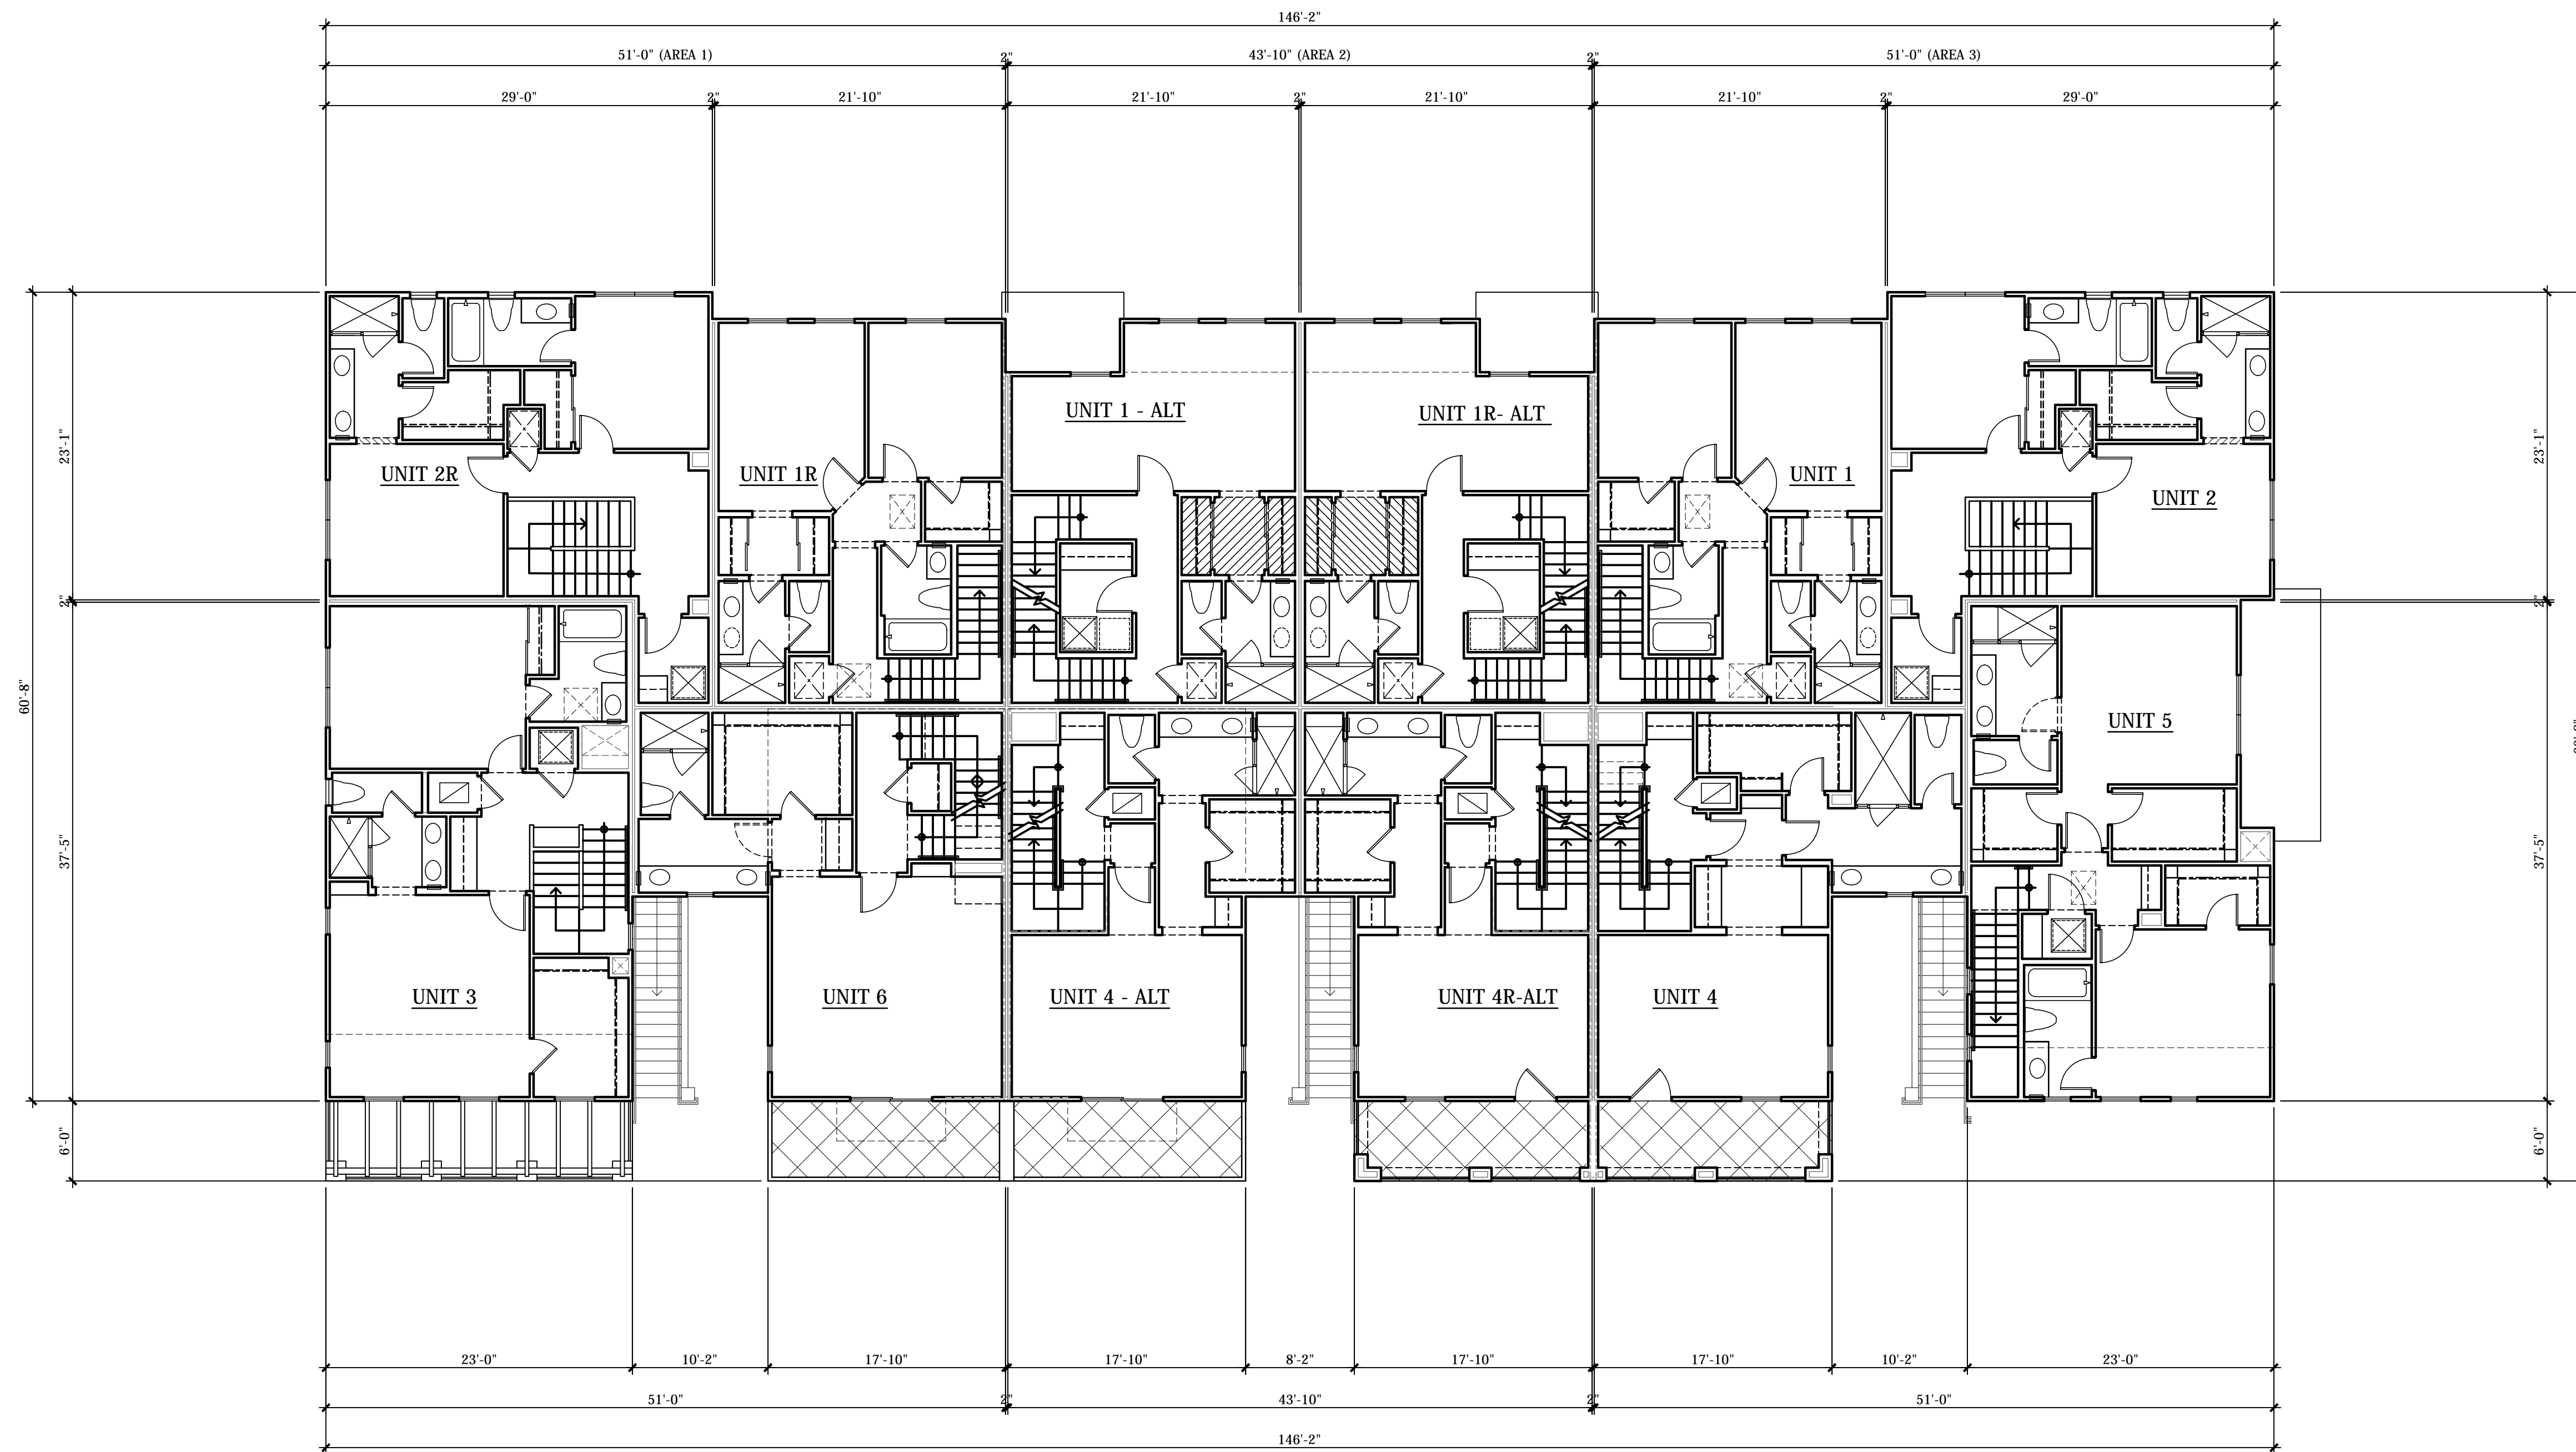 146'-2"
51'-0" (AREA 1)
2"
43'-10" (AREA 2)
2"
51'-0" (AREA 3)
29'-0"
2"
21'-10"
21'-10"
2"
21'-10"
21'-10"
2"
29'-0"
UNIT 1 - ALT
UNIT 1R- ALT
UNIT 2R
UNIT 1R
UNIT 1
UNIT 2
23'-1"
23'-1"
2"
2"
60'-8"
UNIT 5
37'-5"
37'-5"
UNIT 3
UNIT 6
UNIT 4 - ALT
UNIT 4R-ALT
UNIT 4
6'-0"
6'-0"
23'-0"
10'-2"
17'-10"
17'-10"
8'-2"
17'-10"
17'-10"
10'-2"
23'-0"
51'-0"
2"
43'-10"
2"
51'-0"
146'-2"